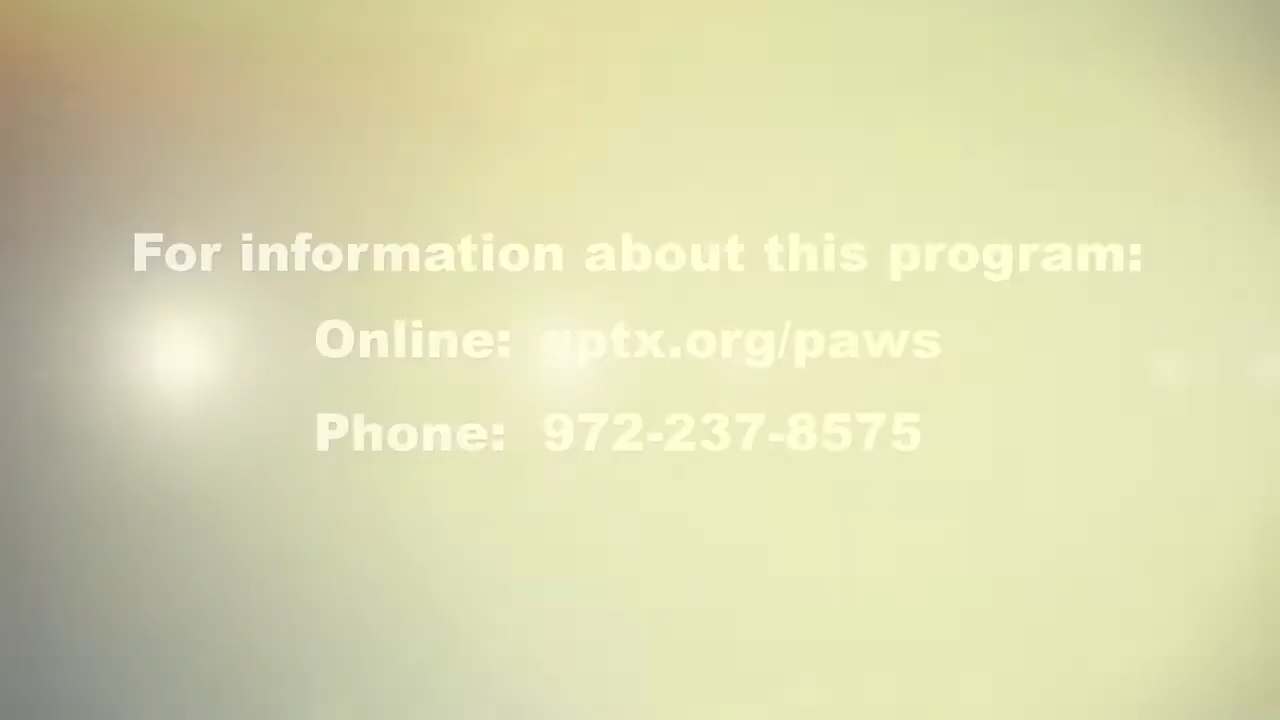 For information about this program:
Online: gptx.org/paws
Phone: 972-237-8575